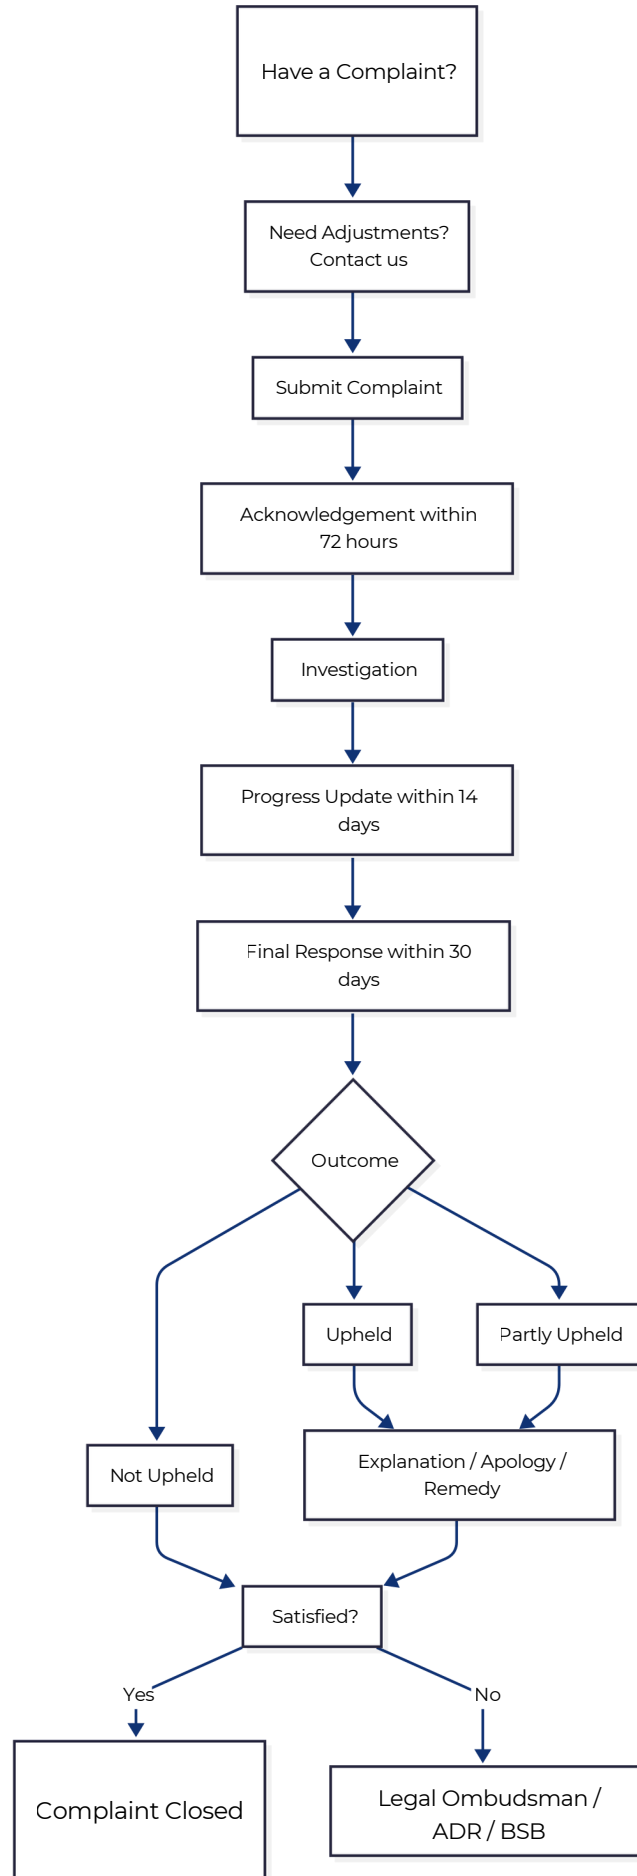 Have a Complaint?
Need Adjustments?
Contact us
Submit Complaint
Acknowledgement within
72 hours
Investigation
Progress Update within 14
days
Final Response within 30
days
Outcome
Upheld
Partly Upheld
Not Upheld
Explanation / Apology /
Remedy
Satisfied?
Yes
No
Complaint Closed
Legal Ombudsman /
ADR / BSB